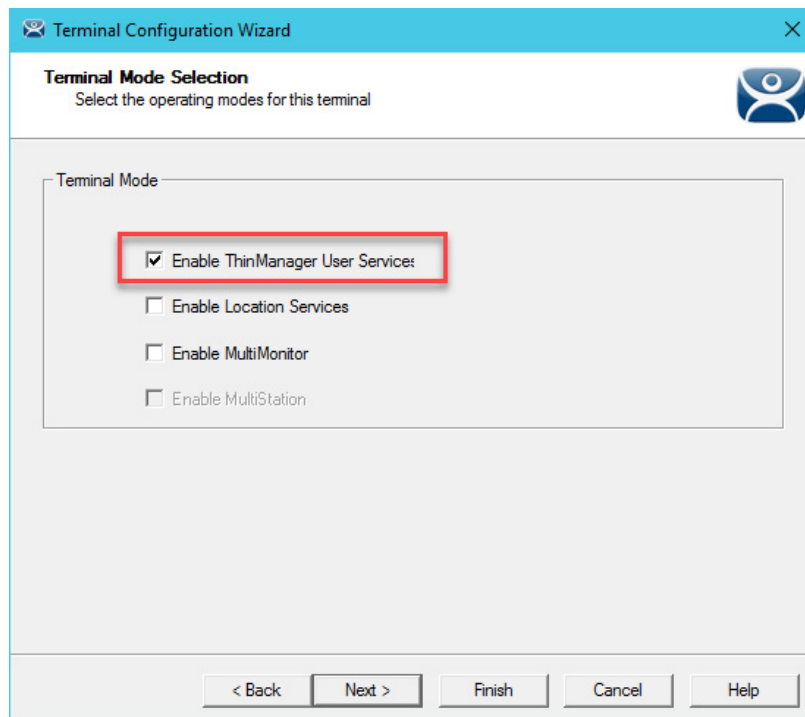 Terminal Configuration Wizard
Terminal Mode Selection
Select the operating modes for this terminal
Terminal Mode
Enable ThinManager User Services
Enable Location Services
Enable MultiMonitor
Enable MultiStation
< Back Next > Finish Cancel Help